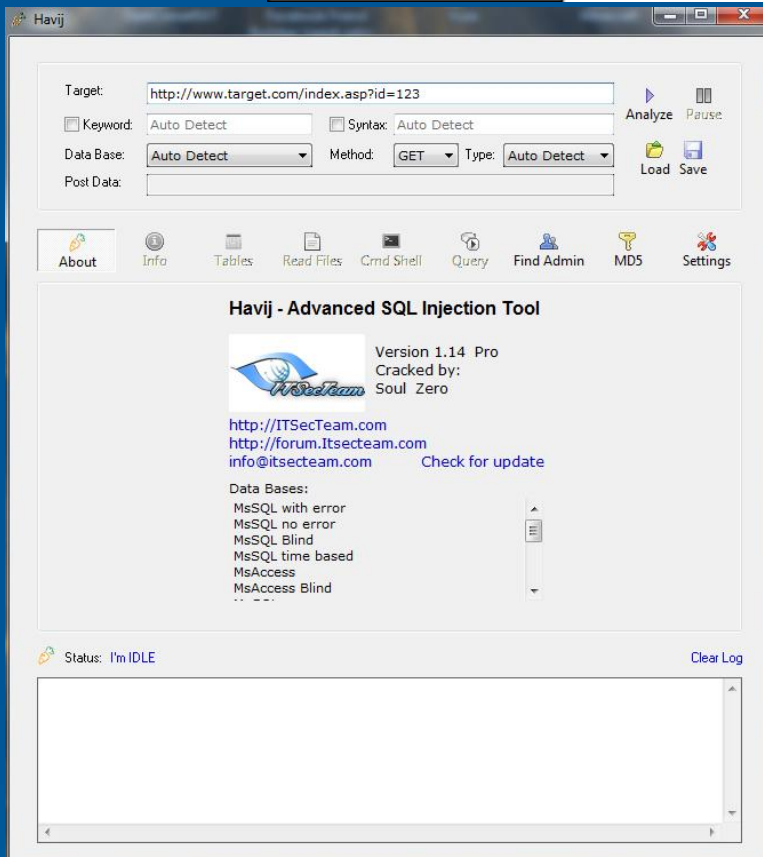 Havij
Target: http://www.target.com/index.asp?id=123
Analyze Pause
Keyword: Auto Detect Syntax: Auto Detect
Data Base: Auto Detect Method: GET Type: Auto Detect
Load Save
Post Data:
About Info Tables Read Files Cmd Shell Query Find Admin MD5 Settings
Havij - Advanced SQL Injection Tool
ITSecTeam
Version 1.14 Pro
Cracked by:
Soul Zero
http://ITSecTeam.com
http://forum.Itsecteam.com
info@itsecteam.com Check for update
Data Bases:
MsSQL with error
MsSQL no error
MsSQL Blind
MsSQL time based
MsAccess
MsAccess Blind
Status: I'm IDLE Clear Log